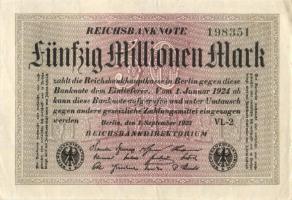 REICHSBANKNOTE
198351
Fünfzig Millionen Mark
zahlt die Reichsbankhauptkasse in Berlin gegen diese
Banknote dem Einlieferer. Vom 1. Januar 1924 ab
kann diese Banknote aufgerufen und unter Umtausch
gegen andere gesetzliche Zahlungsmittel eingezogen
werden
VL-2
Berlin, den 1. September 1923
REICHSBANKDIREKTORIUM